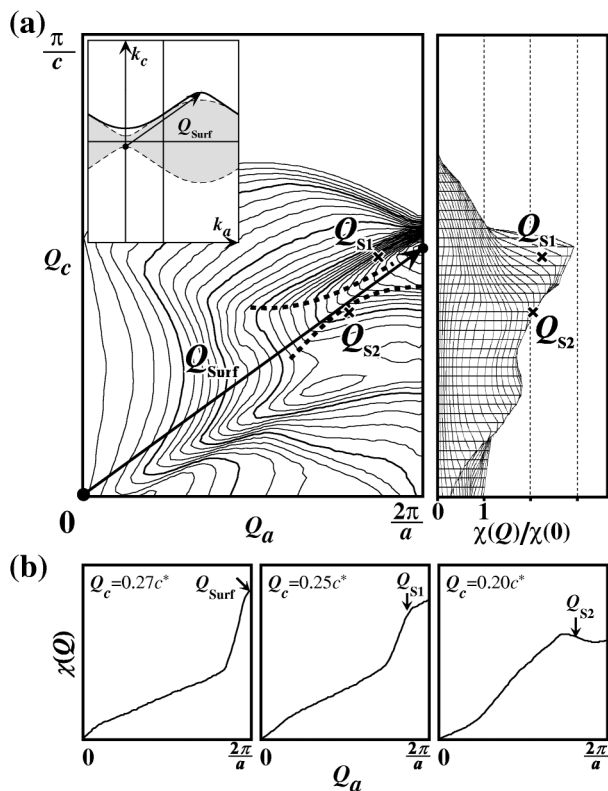 (a)
π
c
k_c
Q_Surf
k_a
Q_c
Q_S1
Q_S2
Q_Surf
Q_S1
Q_S2
0
Q_a
2π
a
0 1
χ(Q)/χ(0)
(b)
Q_c=0.27c*
Q_Surf
Q_c=0.25c*
Q_S1
Q_c=0.20c*
Q_S2
χ(Q)
0 2π/a 0 2π/a 0 2π/a
Q_a